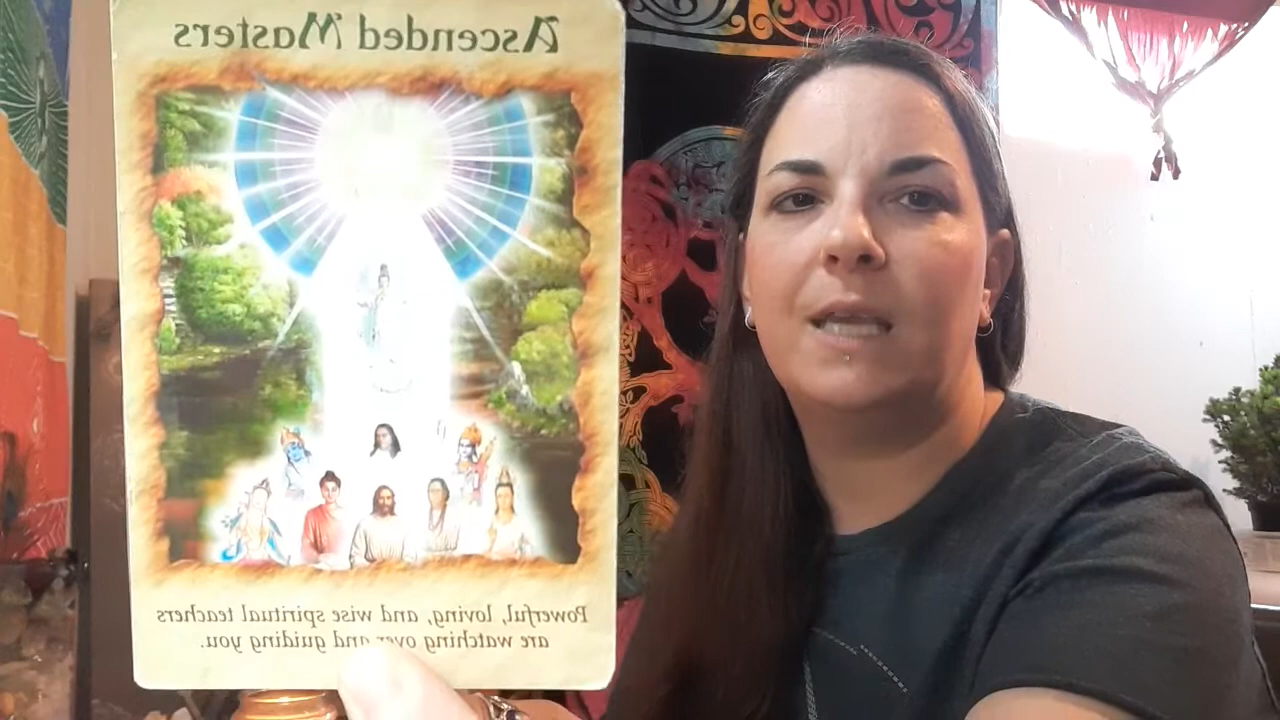 Ascended Masters
Powerful, loving, and wise spiritual teachers
are watching over and guiding you.